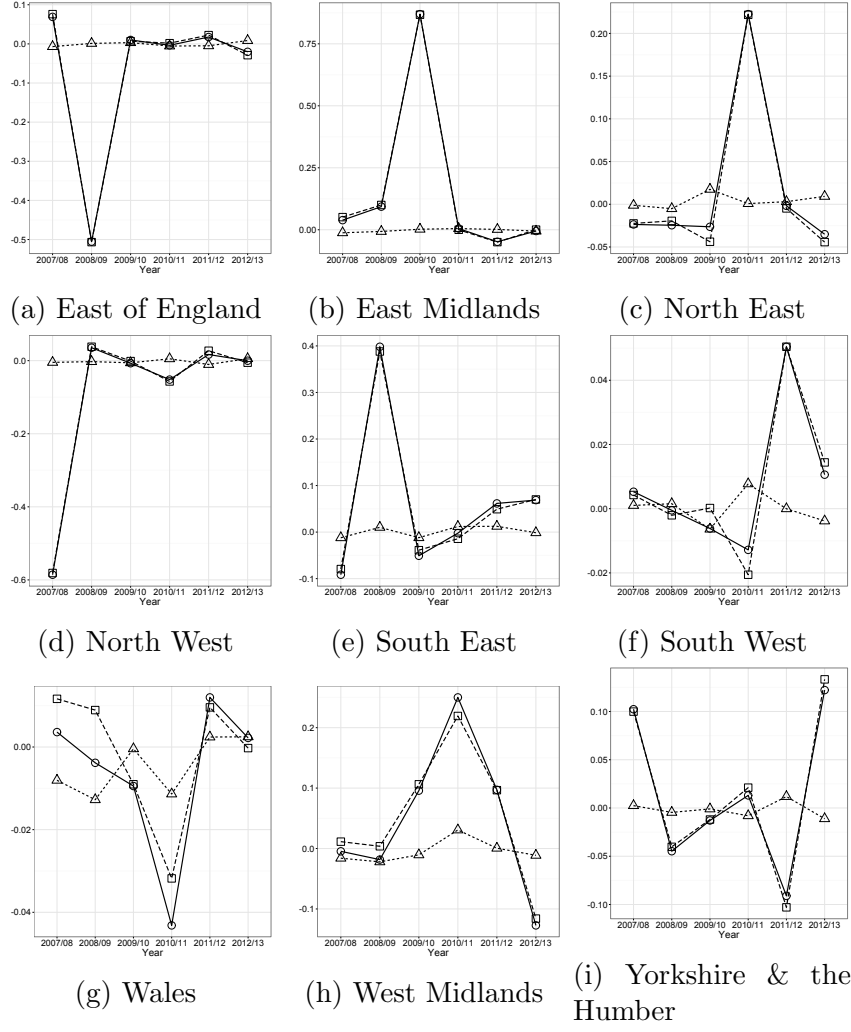 0.1
0.0
-0.1
-0.2
-0.3
-0.4
-0.5
2007/08 2008/09 2009/10 2010/11 2011/12 2012/13
Year
(a) East of England
0.75
0.50
0.25
0.00
2007/08 2008/09 2009/10 2010/11 2011/12 2012/13
Year
(b) East Midlands
0.20
0.15
0.10
0.05
0.00
-0.05
2007/08 2008/09 2009/10 2010/11 2011/12 2012/13
Year
(c) North East
0.0
-0.2
-0.4
-0.6
2007/08 2008/09 2009/10 2010/11 2011/12 2012/13
Year
(d) North West
0.4
0.3
0.2
0.1
0.0
-0.1
2007/08 2008/09 2009/10 2010/11 2011/12 2012/13
Year
(e) South East
0.04
0.02
0.00
-0.02
2007/08 2008/09 2009/10 2010/11 2011/12 2012/13
Year
(f) South West
0.00
-0.02
-0.04
2007/08 2008/09 2009/10 2010/11 2011/12 2012/13
Year
(g) Wales
0.2
0.1
0.0
-0.1
2007/08 2008/09 2009/10 2010/11 2011/12 2012/13
Year
(h) West Midlands
0.10
0.05
0.00
-0.05
-0.10
2007/08 2008/09 2009/10 2010/11 2011/12 2012/13
Year
(i) Yorkshire & the
Humber